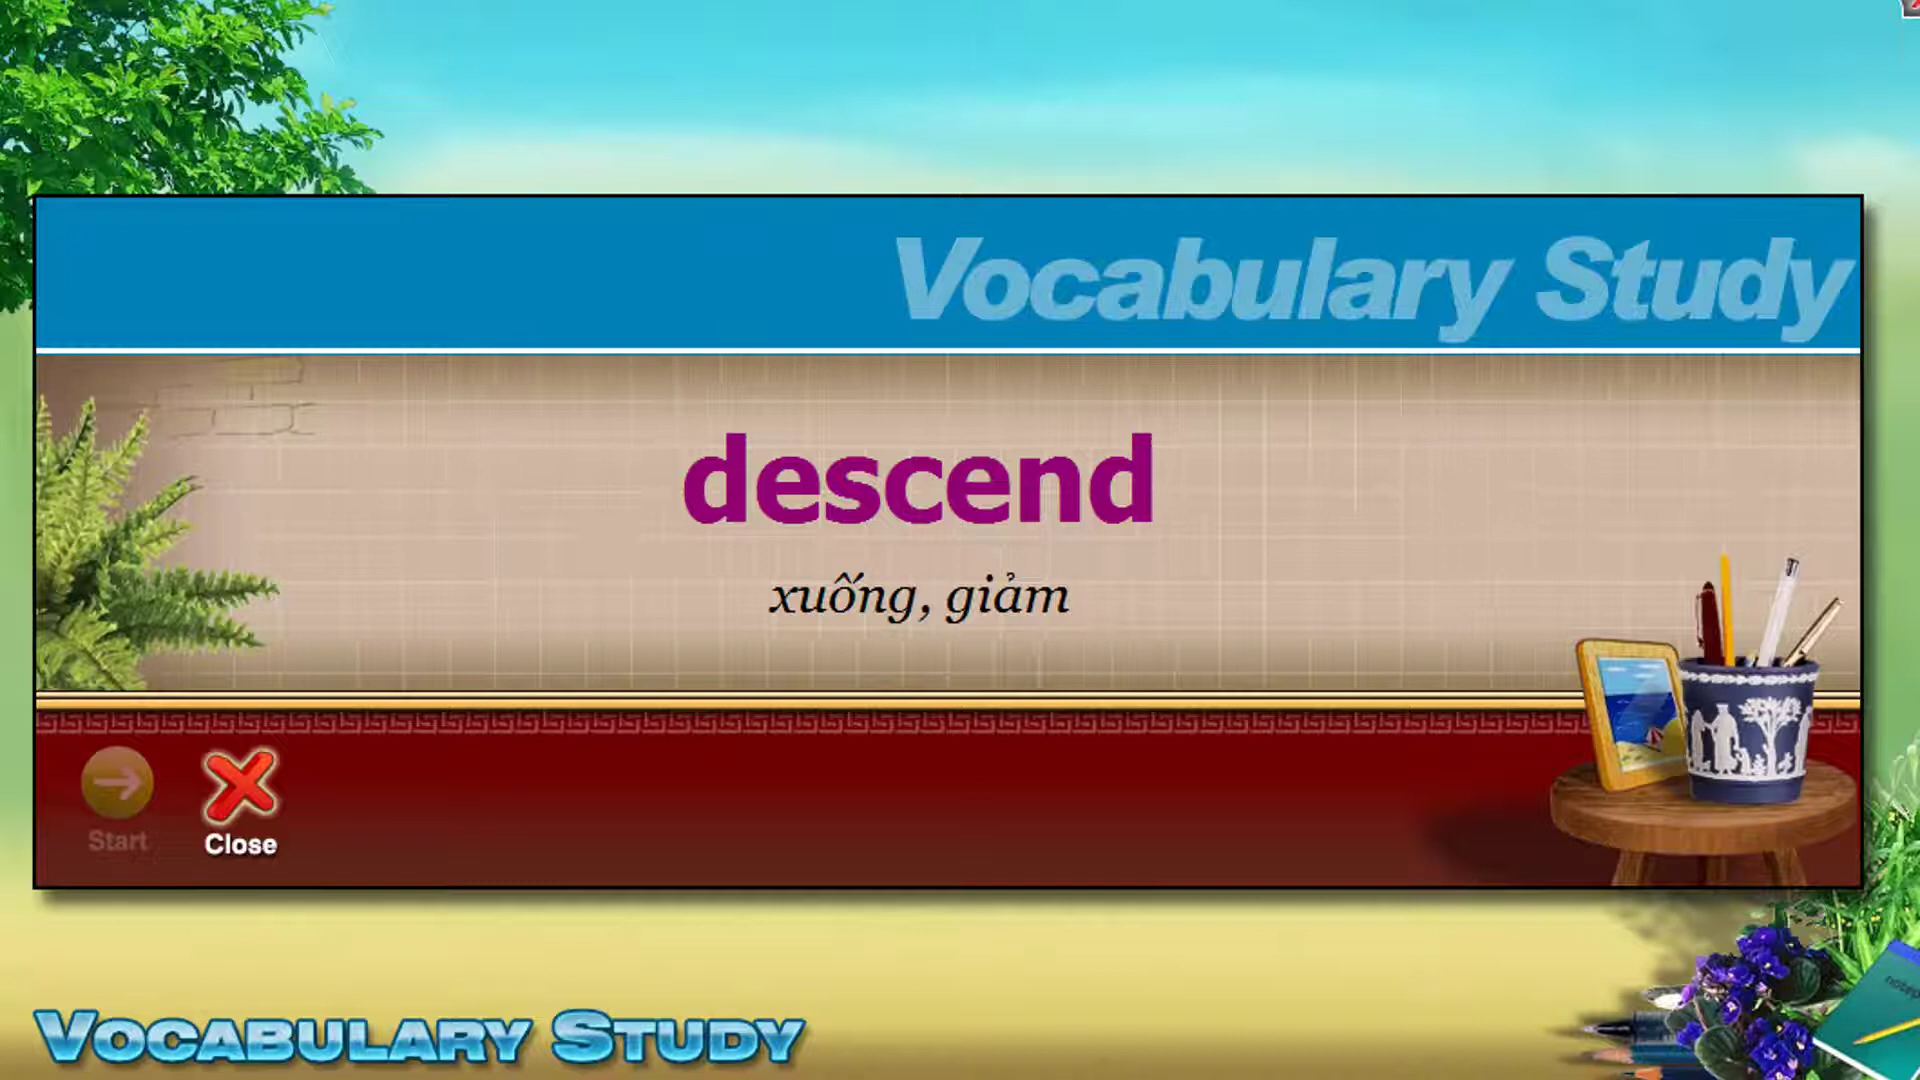 Vocabulary Study
descend
xuống, giảm
Start
Close
VOCABULARY STUDY